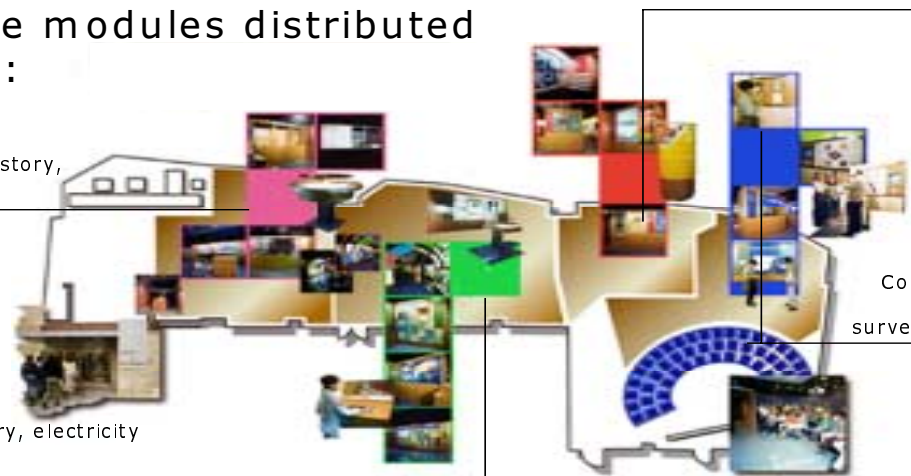 e modules distributed
:
story,
Co
surve
ry, electricity